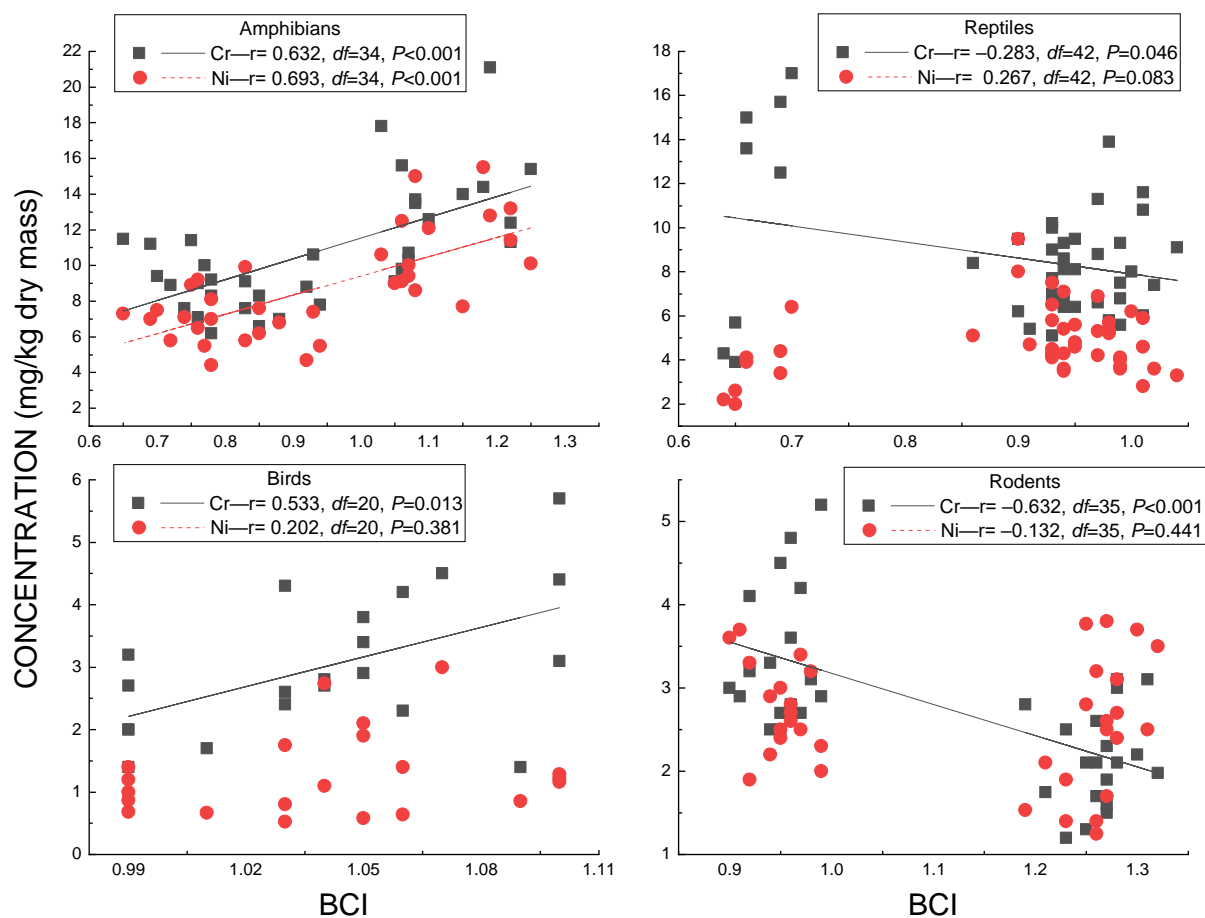 Amphibians
Cr—r= 0.632, df=34, P<0.001
Ni—r= 0.693, df=34, P<0.001
22
20
18
16
14
12
10
8
6
4
2
0.6 0.7 0.8 0.9 1.0 1.1 1.2 1.3
Reptiles
Cr—r= –0.283, df=42, P=0.046
Ni—r= 0.267, df=42, P=0.083
18
16
14
12
10
8
6
4
2
0.6 0.7 0.8 0.9 1.0
CONCENTRATION (mg/kg dry mass)
Birds
Cr—r= 0.533, df=20, P=0.013
Ni—r= 0.202, df=20, P=0.381
6
5
4
3
2
1
0
0.99 1.02 1.05 1.08 1.11
BCI
Rodents
Cr—r= –0.632, df=35, P<0.001
Ni—r= –0.132, df=35, P=0.441
5
4
3
2
1
0.9 1.0 1.1 1.2 1.3
BCI